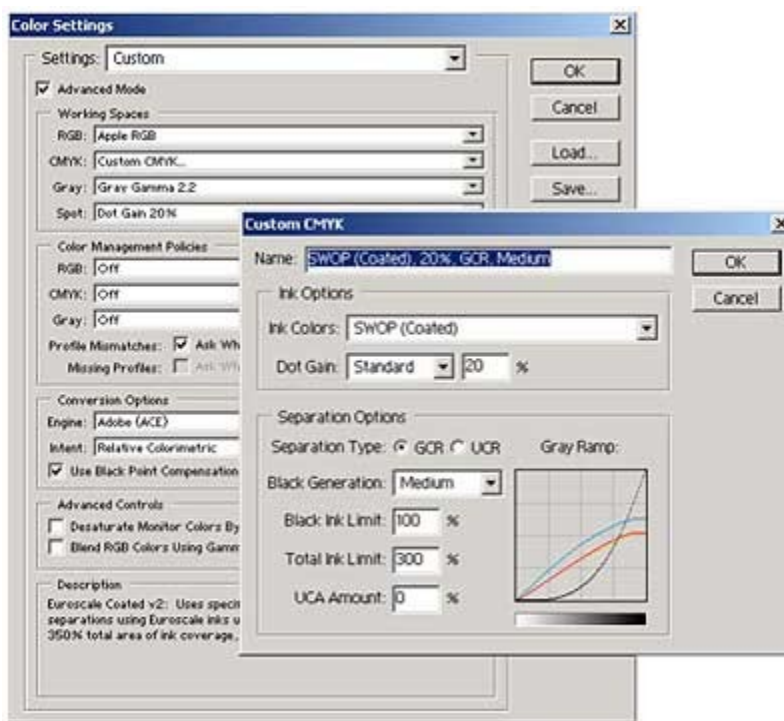 Color Settings
Settings: Custom
OK
Advanced Mode
Cancel
Working Spaces
RGB: Apple RGB
CMYK: Custom CMYK...
Load...
Gray: Gray Gamma 2.2
Save...
Spot: Dot Gain 20%
Color Management Policies
RGB: Off
CMYK: Off
Gray: Off
Profile Mismatches: Ask Wh
Missing Profiles: Ask Wh
Conversion Options
Engine: Adobe (ACE)
Intent: Relative Colorimetric
Use Black Point Compensation
Advanced Controls
Desaturate Monitor Colors By
Blend RGB Colors Using Gamm
Description
Euroscale Coated v2: Uses specif
separations using Euroscale inks u
350% total area of ink coverage,
Custom CMYK
Name: SWOP (Coated), 20%, GCR, Medium
OK
Cancel
Ink Options
Ink Colors: SWOP (Coated)
Dot Gain: Standard 20 %
Separation Options
Separation Type: GCR UCR
Gray Ramp:
Black Generation: Medium
Black Ink Limit: 100 %
Total Ink Limit: 300 %
UCA Amount: 0 %